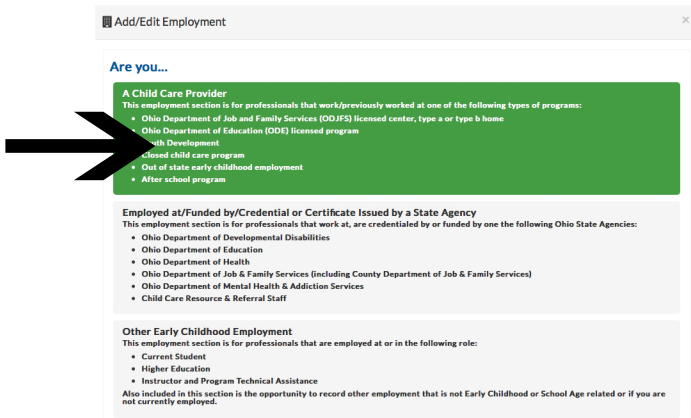 Add/Edit Employment ×
Are you...
A Child Care Provider
This employment section is for professionals that work/previously worked at one of the following types of programs:
• Ohio Department of Job and Family Services (ODJFS) licensed center, type a or type b home
• Ohio Department of Education (ODE) licensed program
Development
Closed child care program
• Out of state early childhood employment
• After school program
Employed at/Funded by/Credential or Certificate Issued by a State Agency
This employment section is for professionals that work at, are credentialed by or funded by one the following Ohio State Agencies:
• Ohio Department of Developmental Disabilities
• Ohio Department of Education
• Ohio Department of Health
• Ohio Department of Job & Family Services (including County Department of Job & Family Services)
• Ohio Department of Mental Health & Addiction Services
• Child Care Resource & Referral Staff
Other Early Childhood Employment
This employment section is for professionals that are employed at or in the following role:
• Current Student
• Higher Education
• Instructor and Program Technical Assistance
Also included in this section is the opportunity to record other employment that is not Early Childhood or School Age related or if you are
not currently employed.